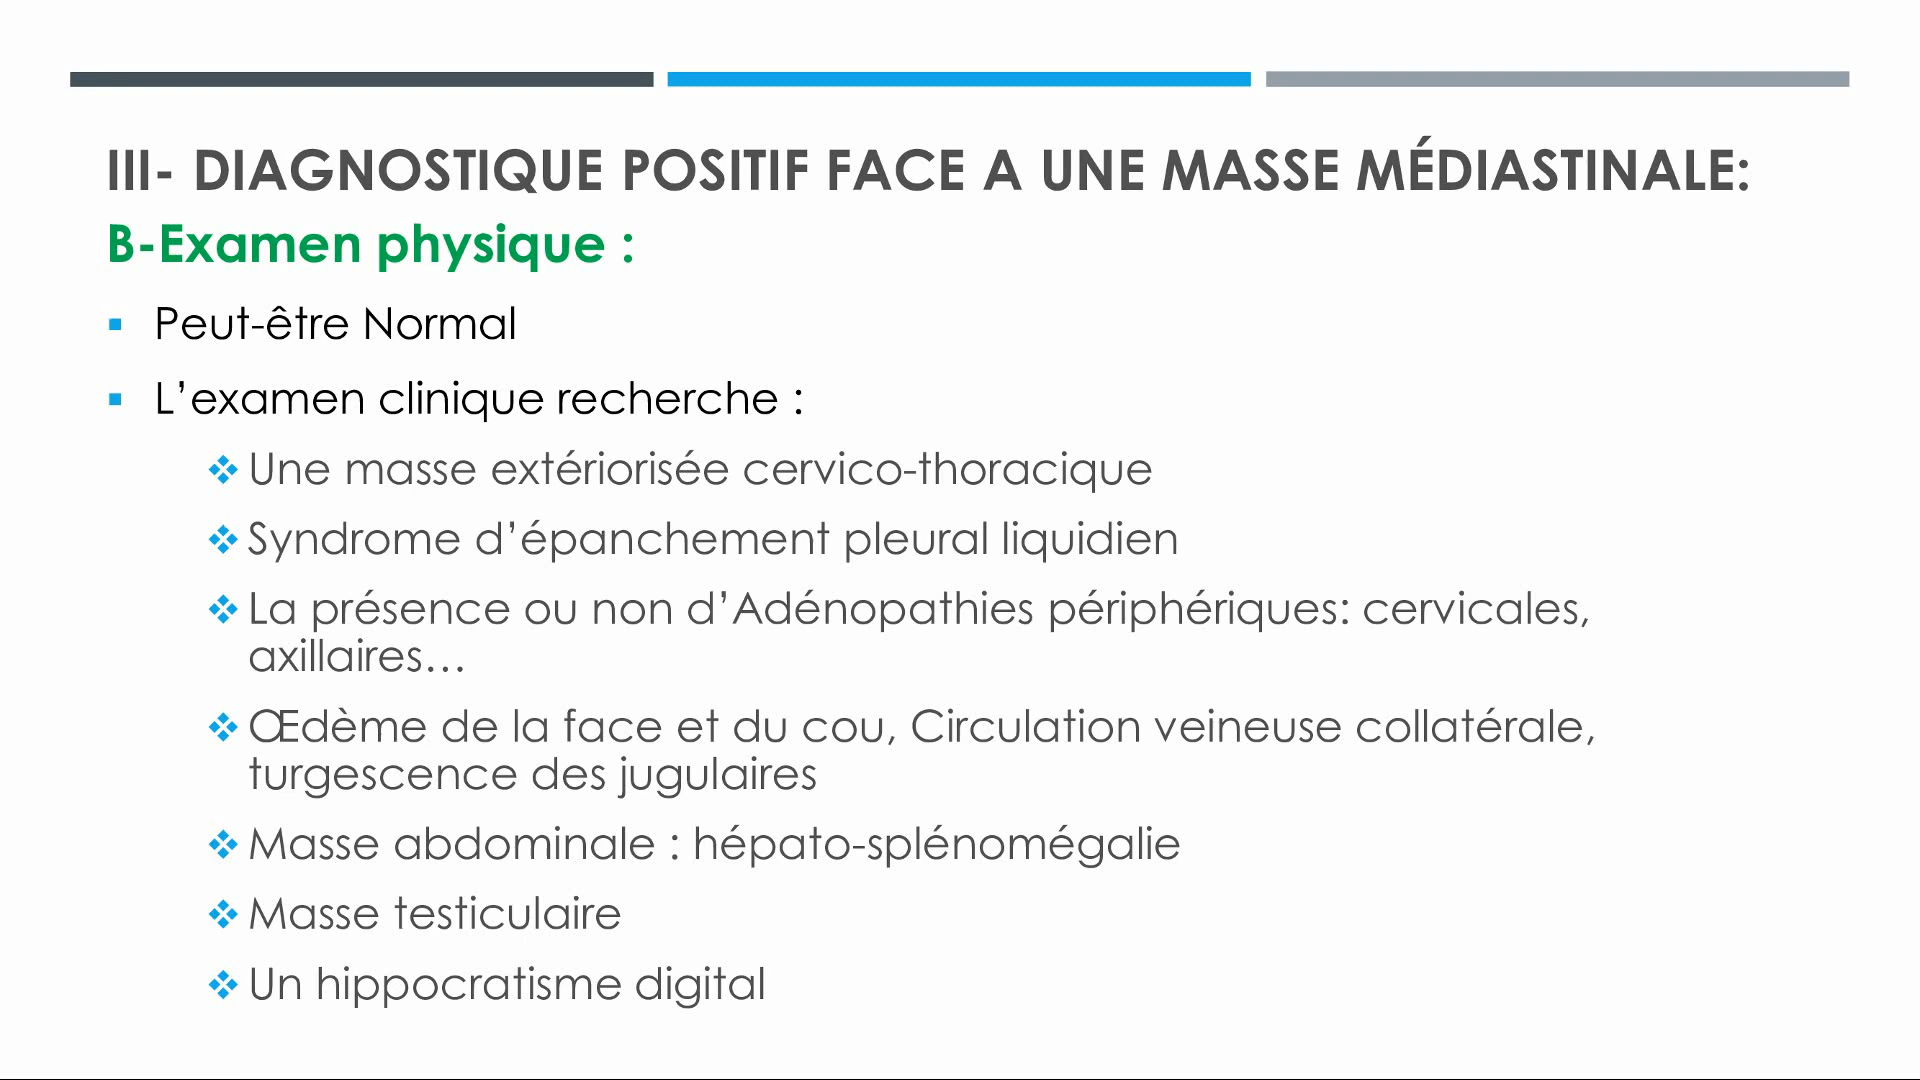 III- DIAGNOSTIQUE POSITIF FACE A UNE MASSE MÉDIASTINALE:
B-Examen physique :
Peut-être Normal
L’examen clinique recherche :
Une masse extériorisée cervico-thoracique
Syndrome d’épanchement pleural liquidien
La présence ou non d’Adénopathies périphériques: cervicales,
axillaires…
Œdème de la face et du cou, Circulation veineuse collatérale,
turgescence des jugulaires
Masse abdominale : hépato-splénomégalie
Masse testiculaire
Un hippocratisme digital